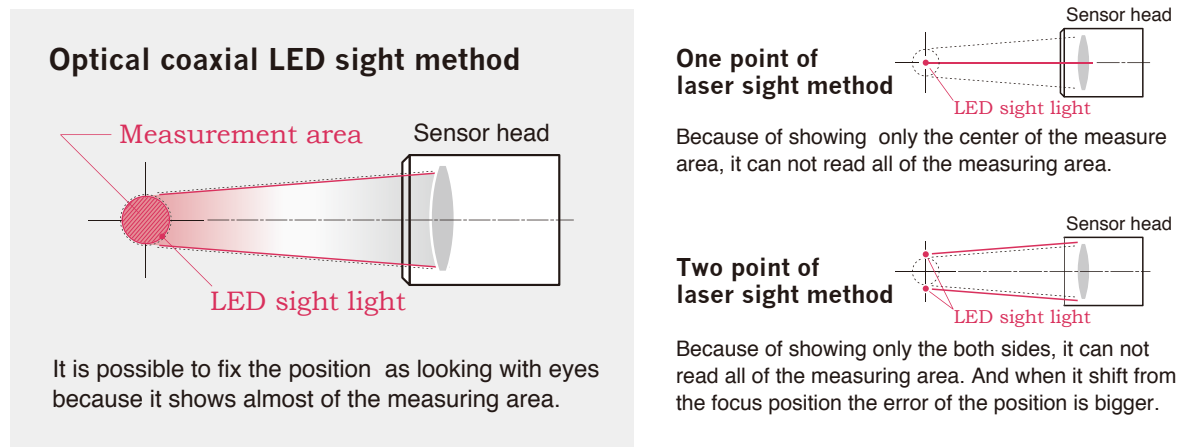 Optical coaxial LED sight method
Measurement area
Sensor head
LED sight light
It is possible to fix the position as looking with eyes
because it shows almost of the measuring area.
Sensor head
One point of
laser sight method
LED sight light
Because of showing only the center of the measure
area, it can not read all of the measuring area.
Sensor head
Two point of
laser sight method
LED sight light
Because of showing only the both sides, it can not
read all of the measuring area. And when it shift from
the focus position the error of the position is bigger.